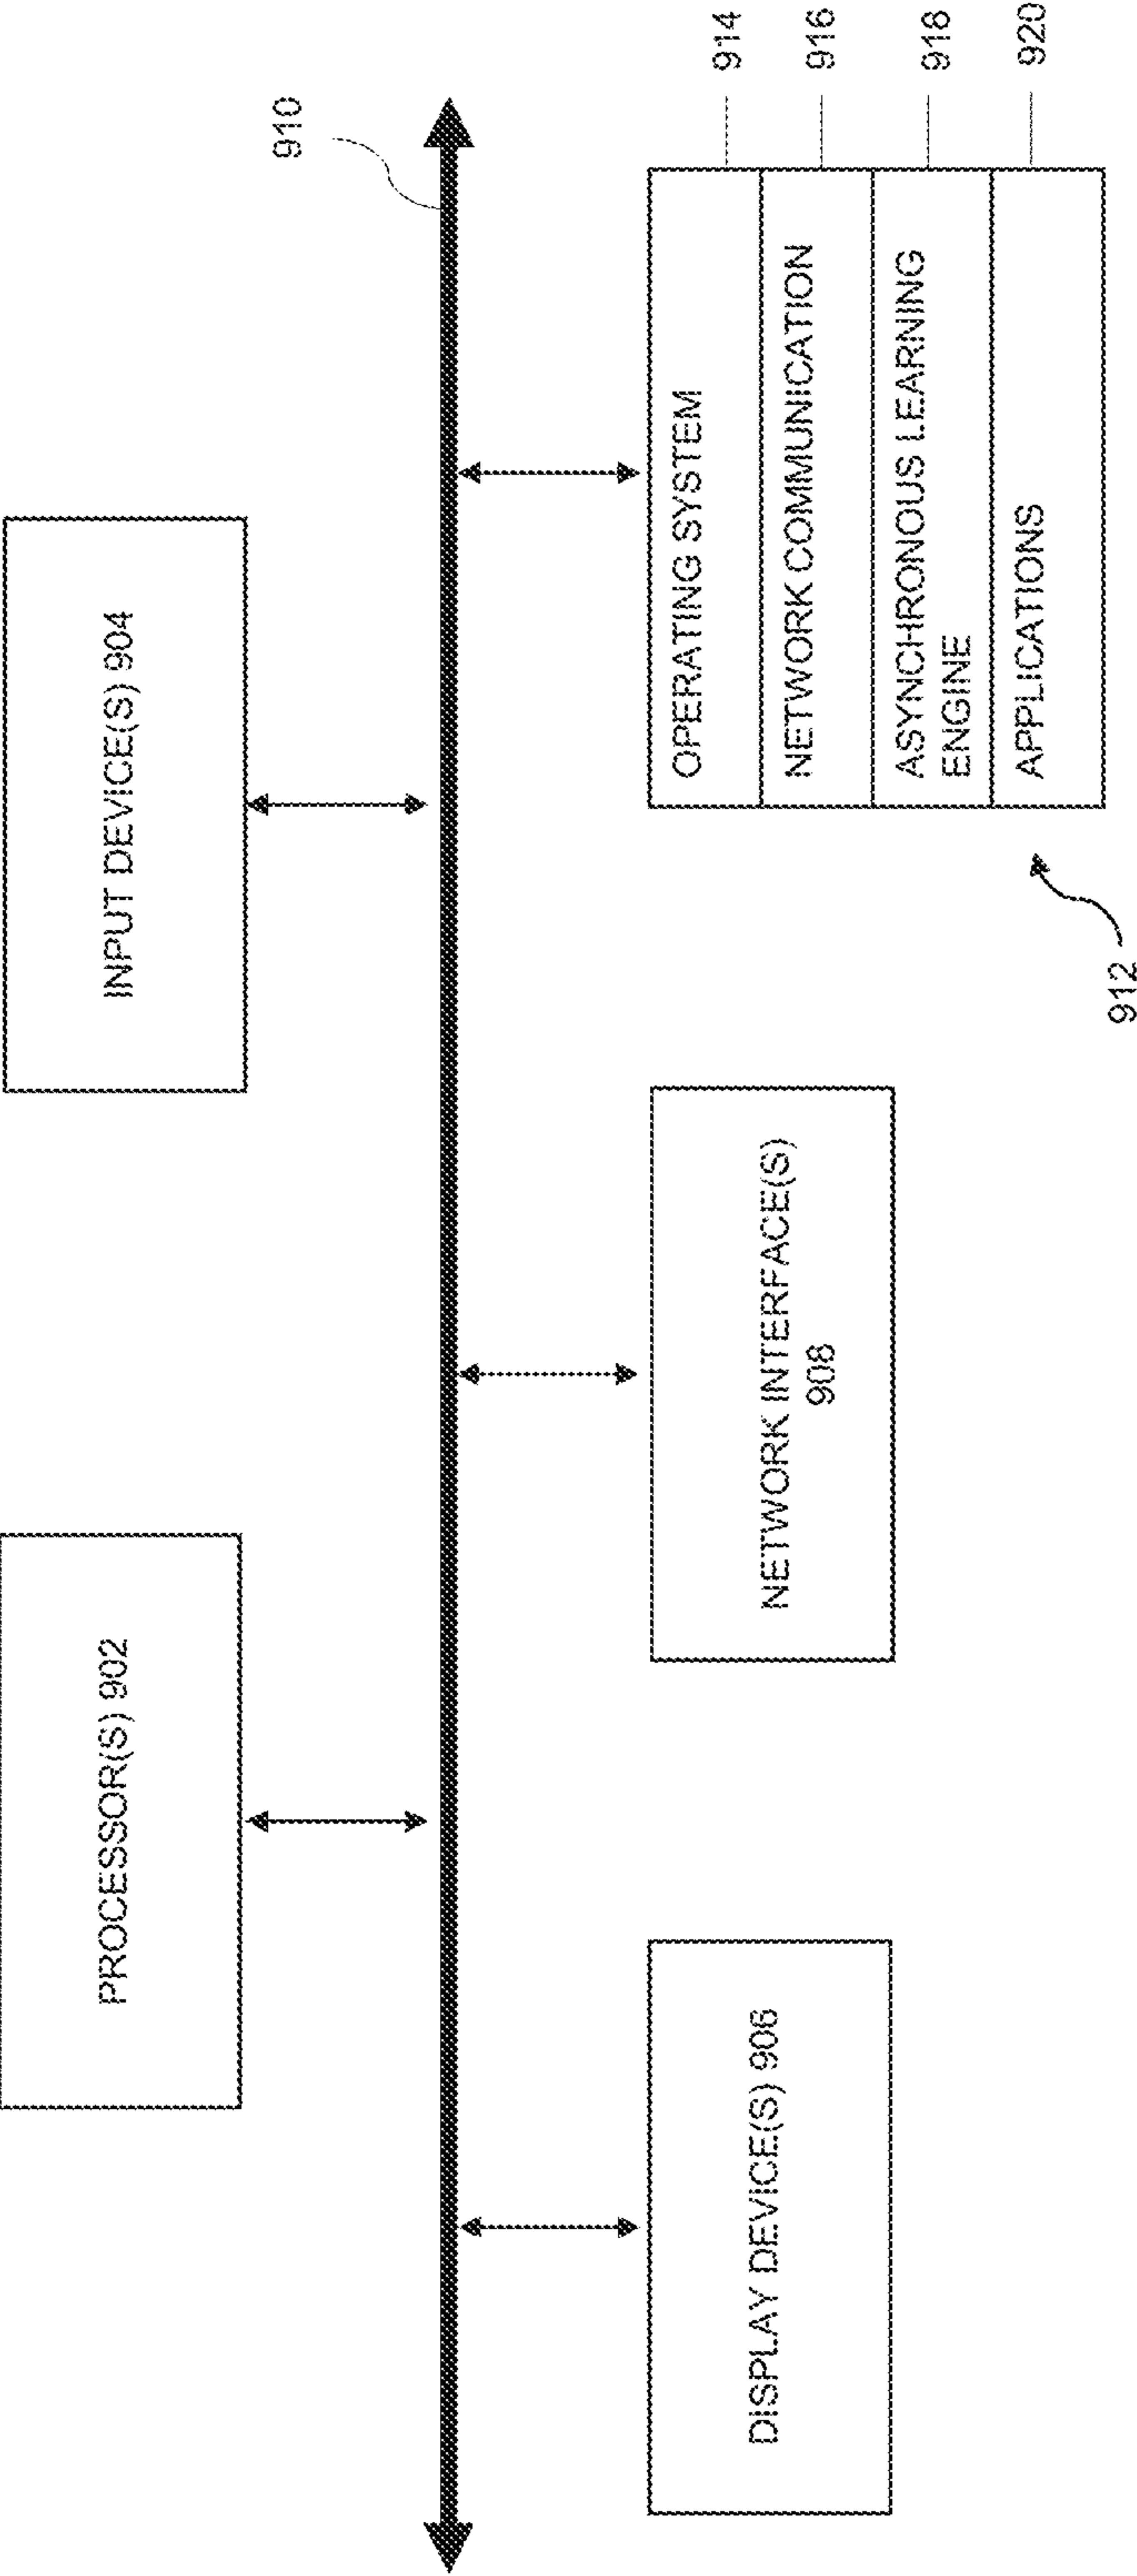 PROCESSOR(S) 902
INPUT DEVICE(S) 904
910
DISPLAY DEVICE(S) 906
NETWORK INTERFACE(S)
908
OPERATING SYSTEM
914
NETWORK COMMUNICATION
916
ASYNCHRONOUS LEARNING
ENGINE
918
APPLICATIONS
920
912